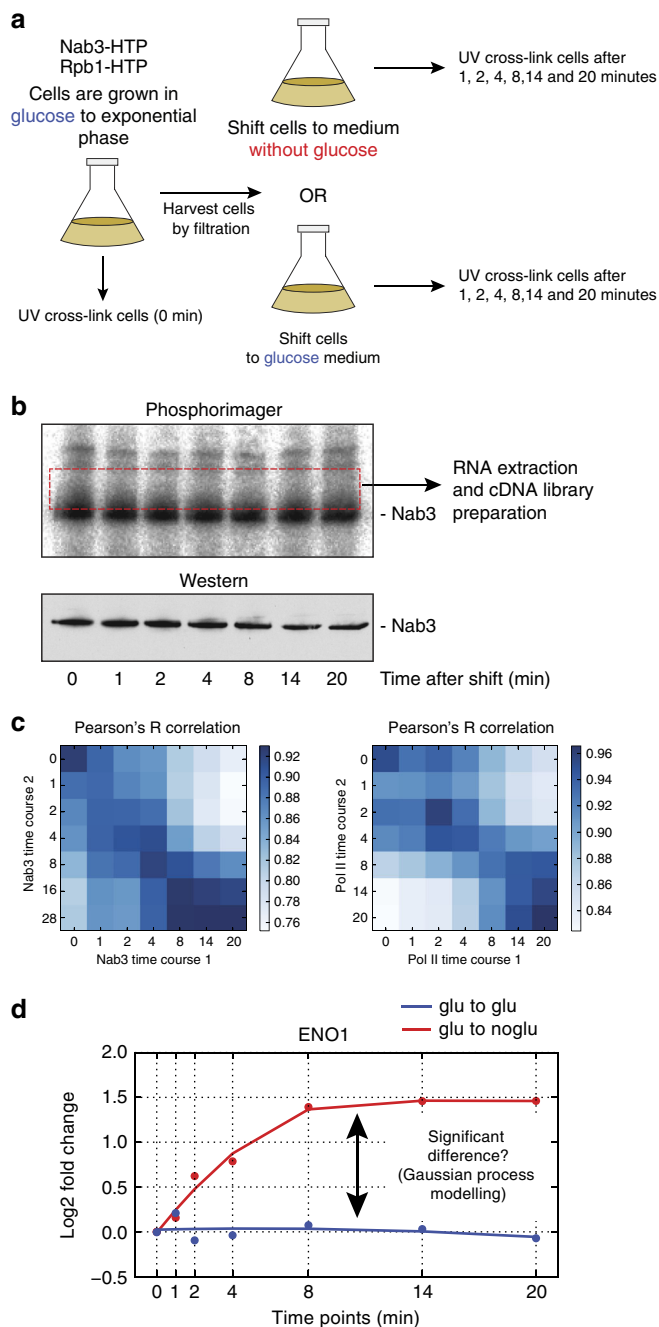 a
Nab3-HTP
Rpb1-HTP
Cells are grown in
glucose to exponential
phase
UV cross-link cells (0 min)
Harvest cells
by filtration
Shift cells to medium
without glucose
OR
Shift cells
to glucose medium
UV cross-link cells after
1, 2, 4, 8,14 and 20 minutes
UV cross-link cells after
1, 2, 4, 8,14 and 20 minutes
b
Phosphorimager
- Nab3
RNA extraction
and cDNA library
preparation
Western
- Nab3
0 1 2 4 8 14 20 Time after shift (min)
c
Pearson's R correlation
Nab3 time course 2
0
1
2
4
8
16
28
0 1 2 4 8 14 20
Nab3 time course 1
0.92
0.90
0.88
0.86
0.84
0.82
0.80
0.78
0.76
Pearson's R correlation
Pol II time course 2
0
1
2
4
8
14
20
0 1 2 4 8 14 20
Pol II time course 1
0.96
0.94
0.92
0.90
0.88
0.86
0.84
d
glu to glu
glu to noglu
ENO1
Log2 fold change
2.0
1.5
1.0
0.5
0.0
−0.5
Significant
difference?
(Gaussian process
modelling)
0 1 2 4 8 14 20
Time points (min)